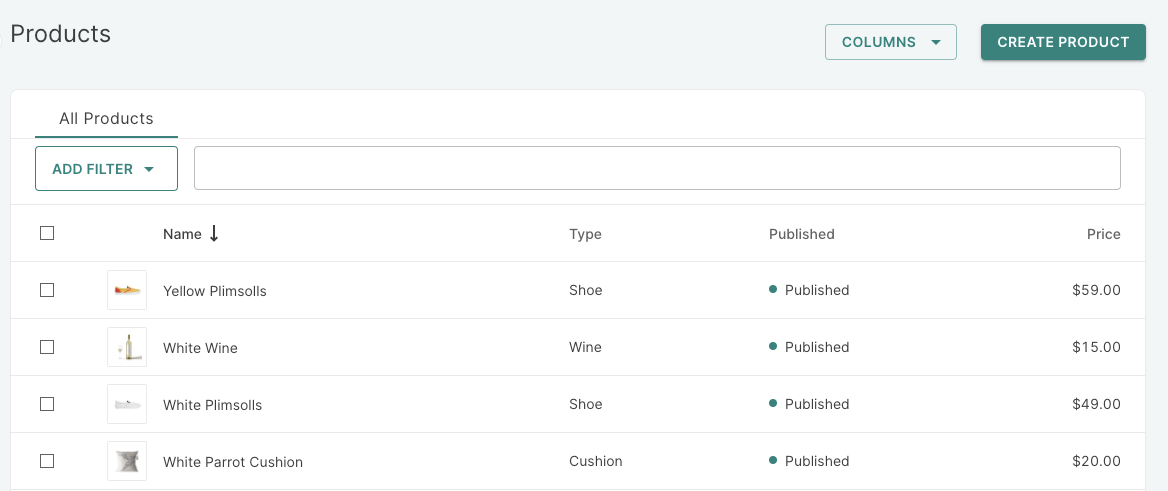 Products
COLUMNS
CREATE PRODUCT
All Products
ADD FILTER
Name Type Published Price
Yellow Plimsolls Shoe Published $59.00
White Wine Wine Published $15.00
White Plimsolls Shoe Published $49.00
White Parrot Cushion Cushion Published $20.00